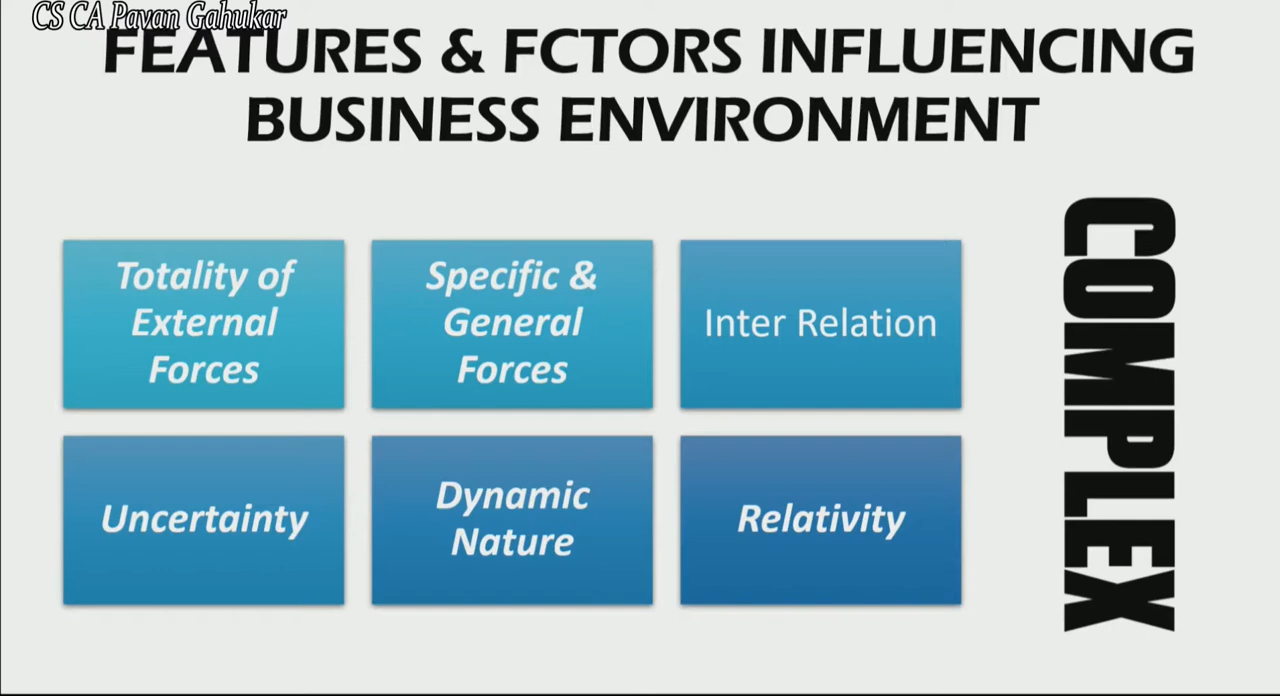 CS CA Pavan Gahukar
FEATURES & FCTORS INFLUENCING
BUSINESS ENVIRONMENT
Totality of
External
Forces
Specific &
General
Forces
Inter Relation
Uncertainty
Dynamic
Nature
Relativity
COMPLEX